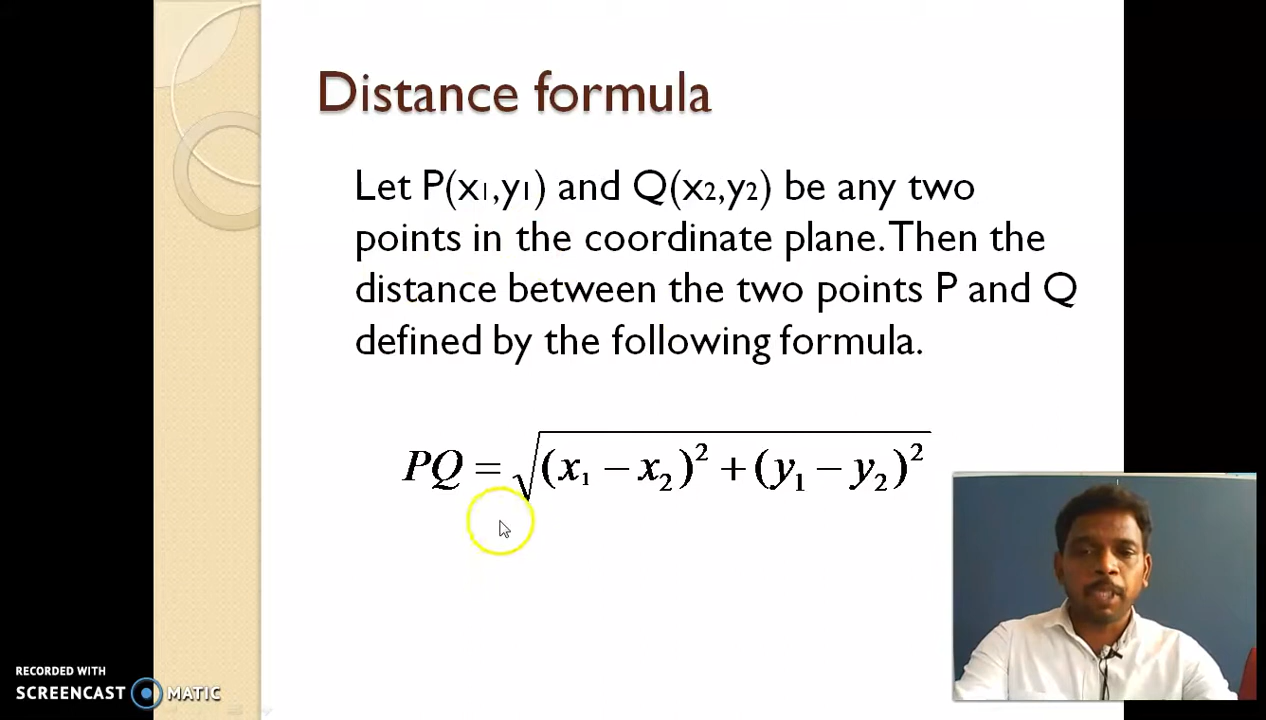 Distance formula
Let P(x₁,y₁) and Q(x₂,y₂) be any two
points in the coordinate plane. Then the
distance between the two points P and Q
defined by the following formula.
PQ = √((x₁ − x₂)² + (y₁ − y₂)²)
RECORDED WITH
SCREENCAST MATIC